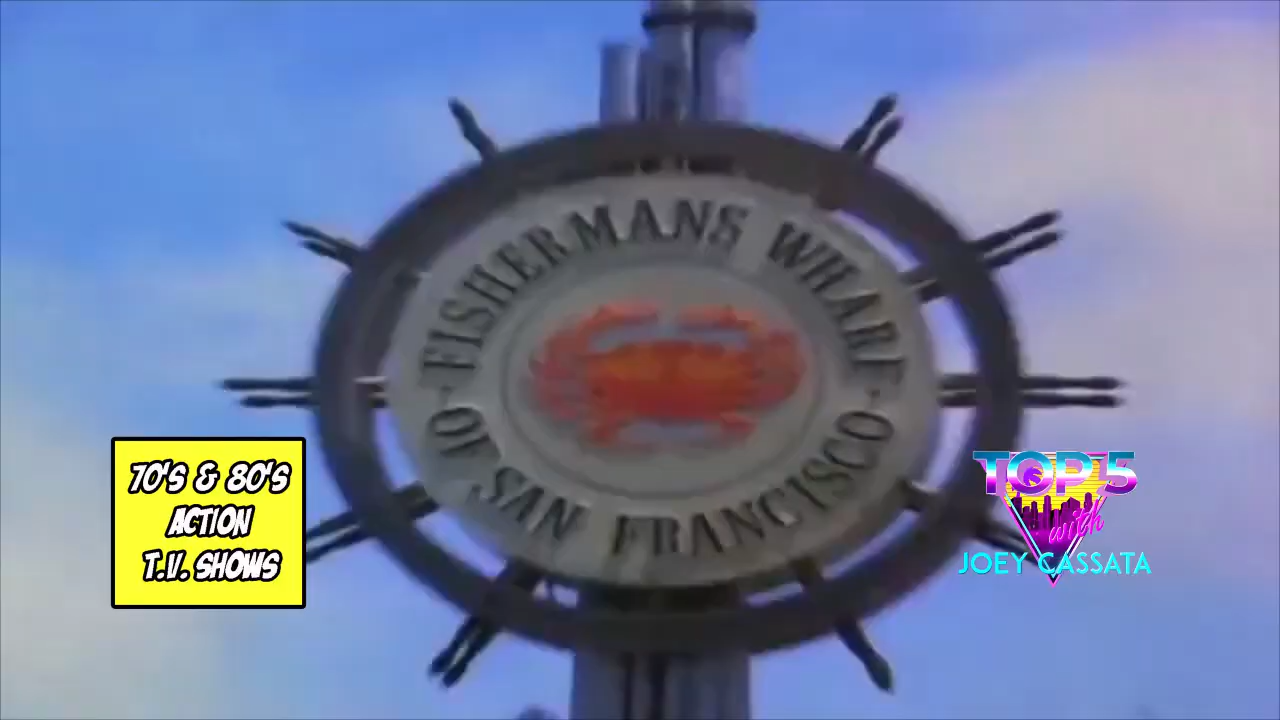 FISHERMANS WHARF
OF SAN FRANCISCO
70'S & 80'S
ACTION
T.V. SHOWS
TOP 5
with
JOEY CASSATA